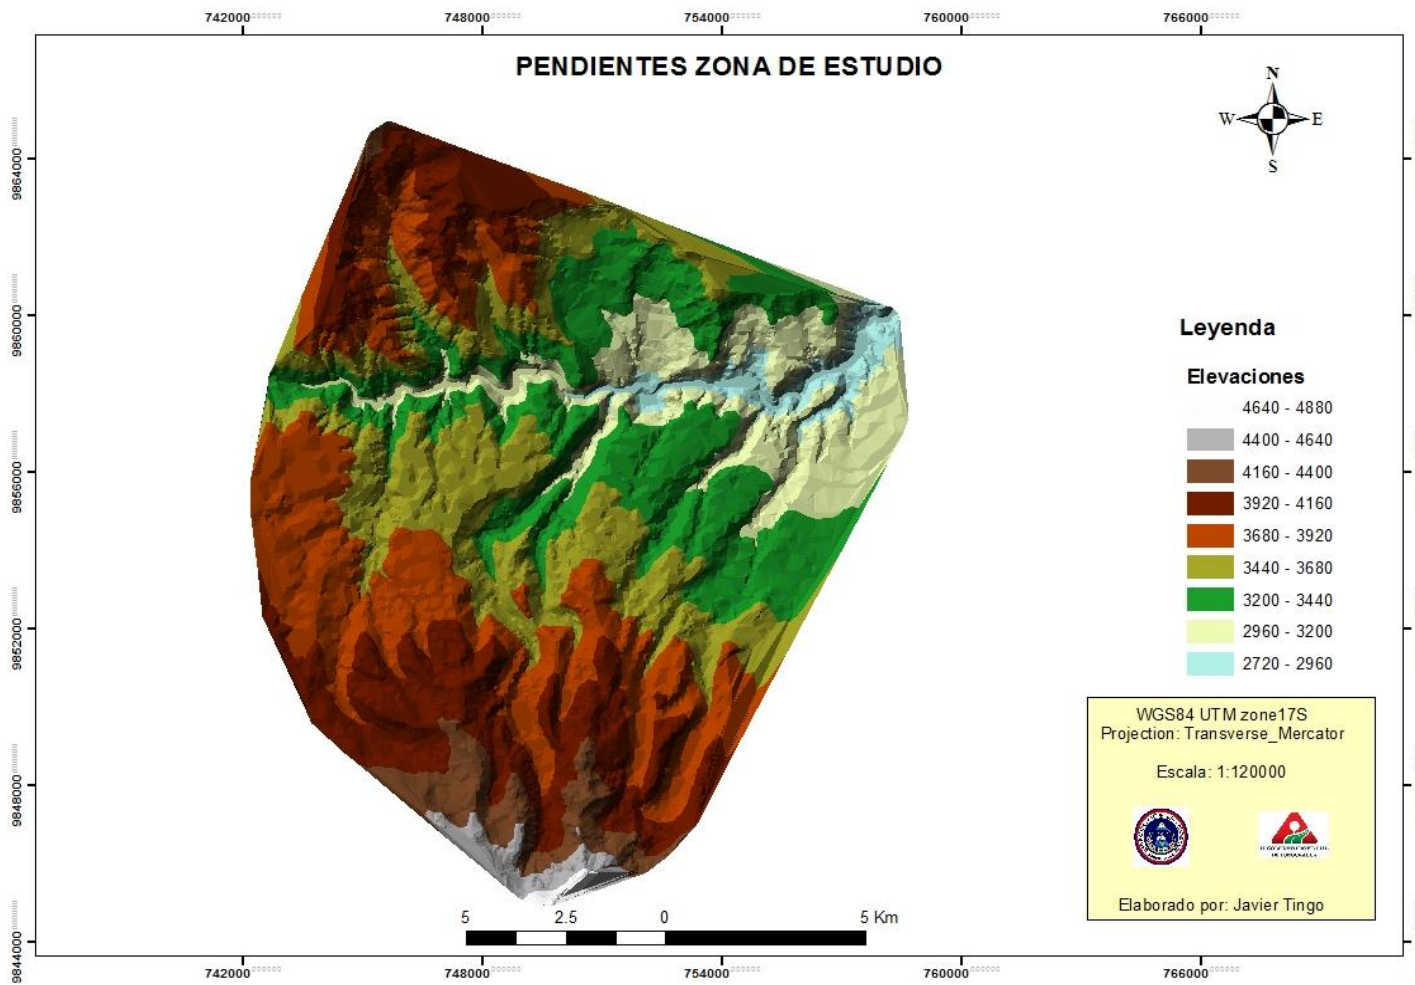 742000 748000 754000 760000 766000
PENDIENTES ZONA DE ESTUDIO
N
W E
S
9864000
9860000
9856000
9852000
9848000
9844000
Leyenda
Elevaciones
4640 - 4880
4400 - 4640
4160 - 4400
3920 - 4160
3680 - 3920
3440 - 3680
3200 - 3440
2960 - 3200
2720 - 2960
WGS84 UTM zone17S
Projection: Transverse_Mercator
Escala: 1:120000
Elaborado por: Javier Tingo
5 2.5 0 5 Km
742000 748000 754000 760000 766000